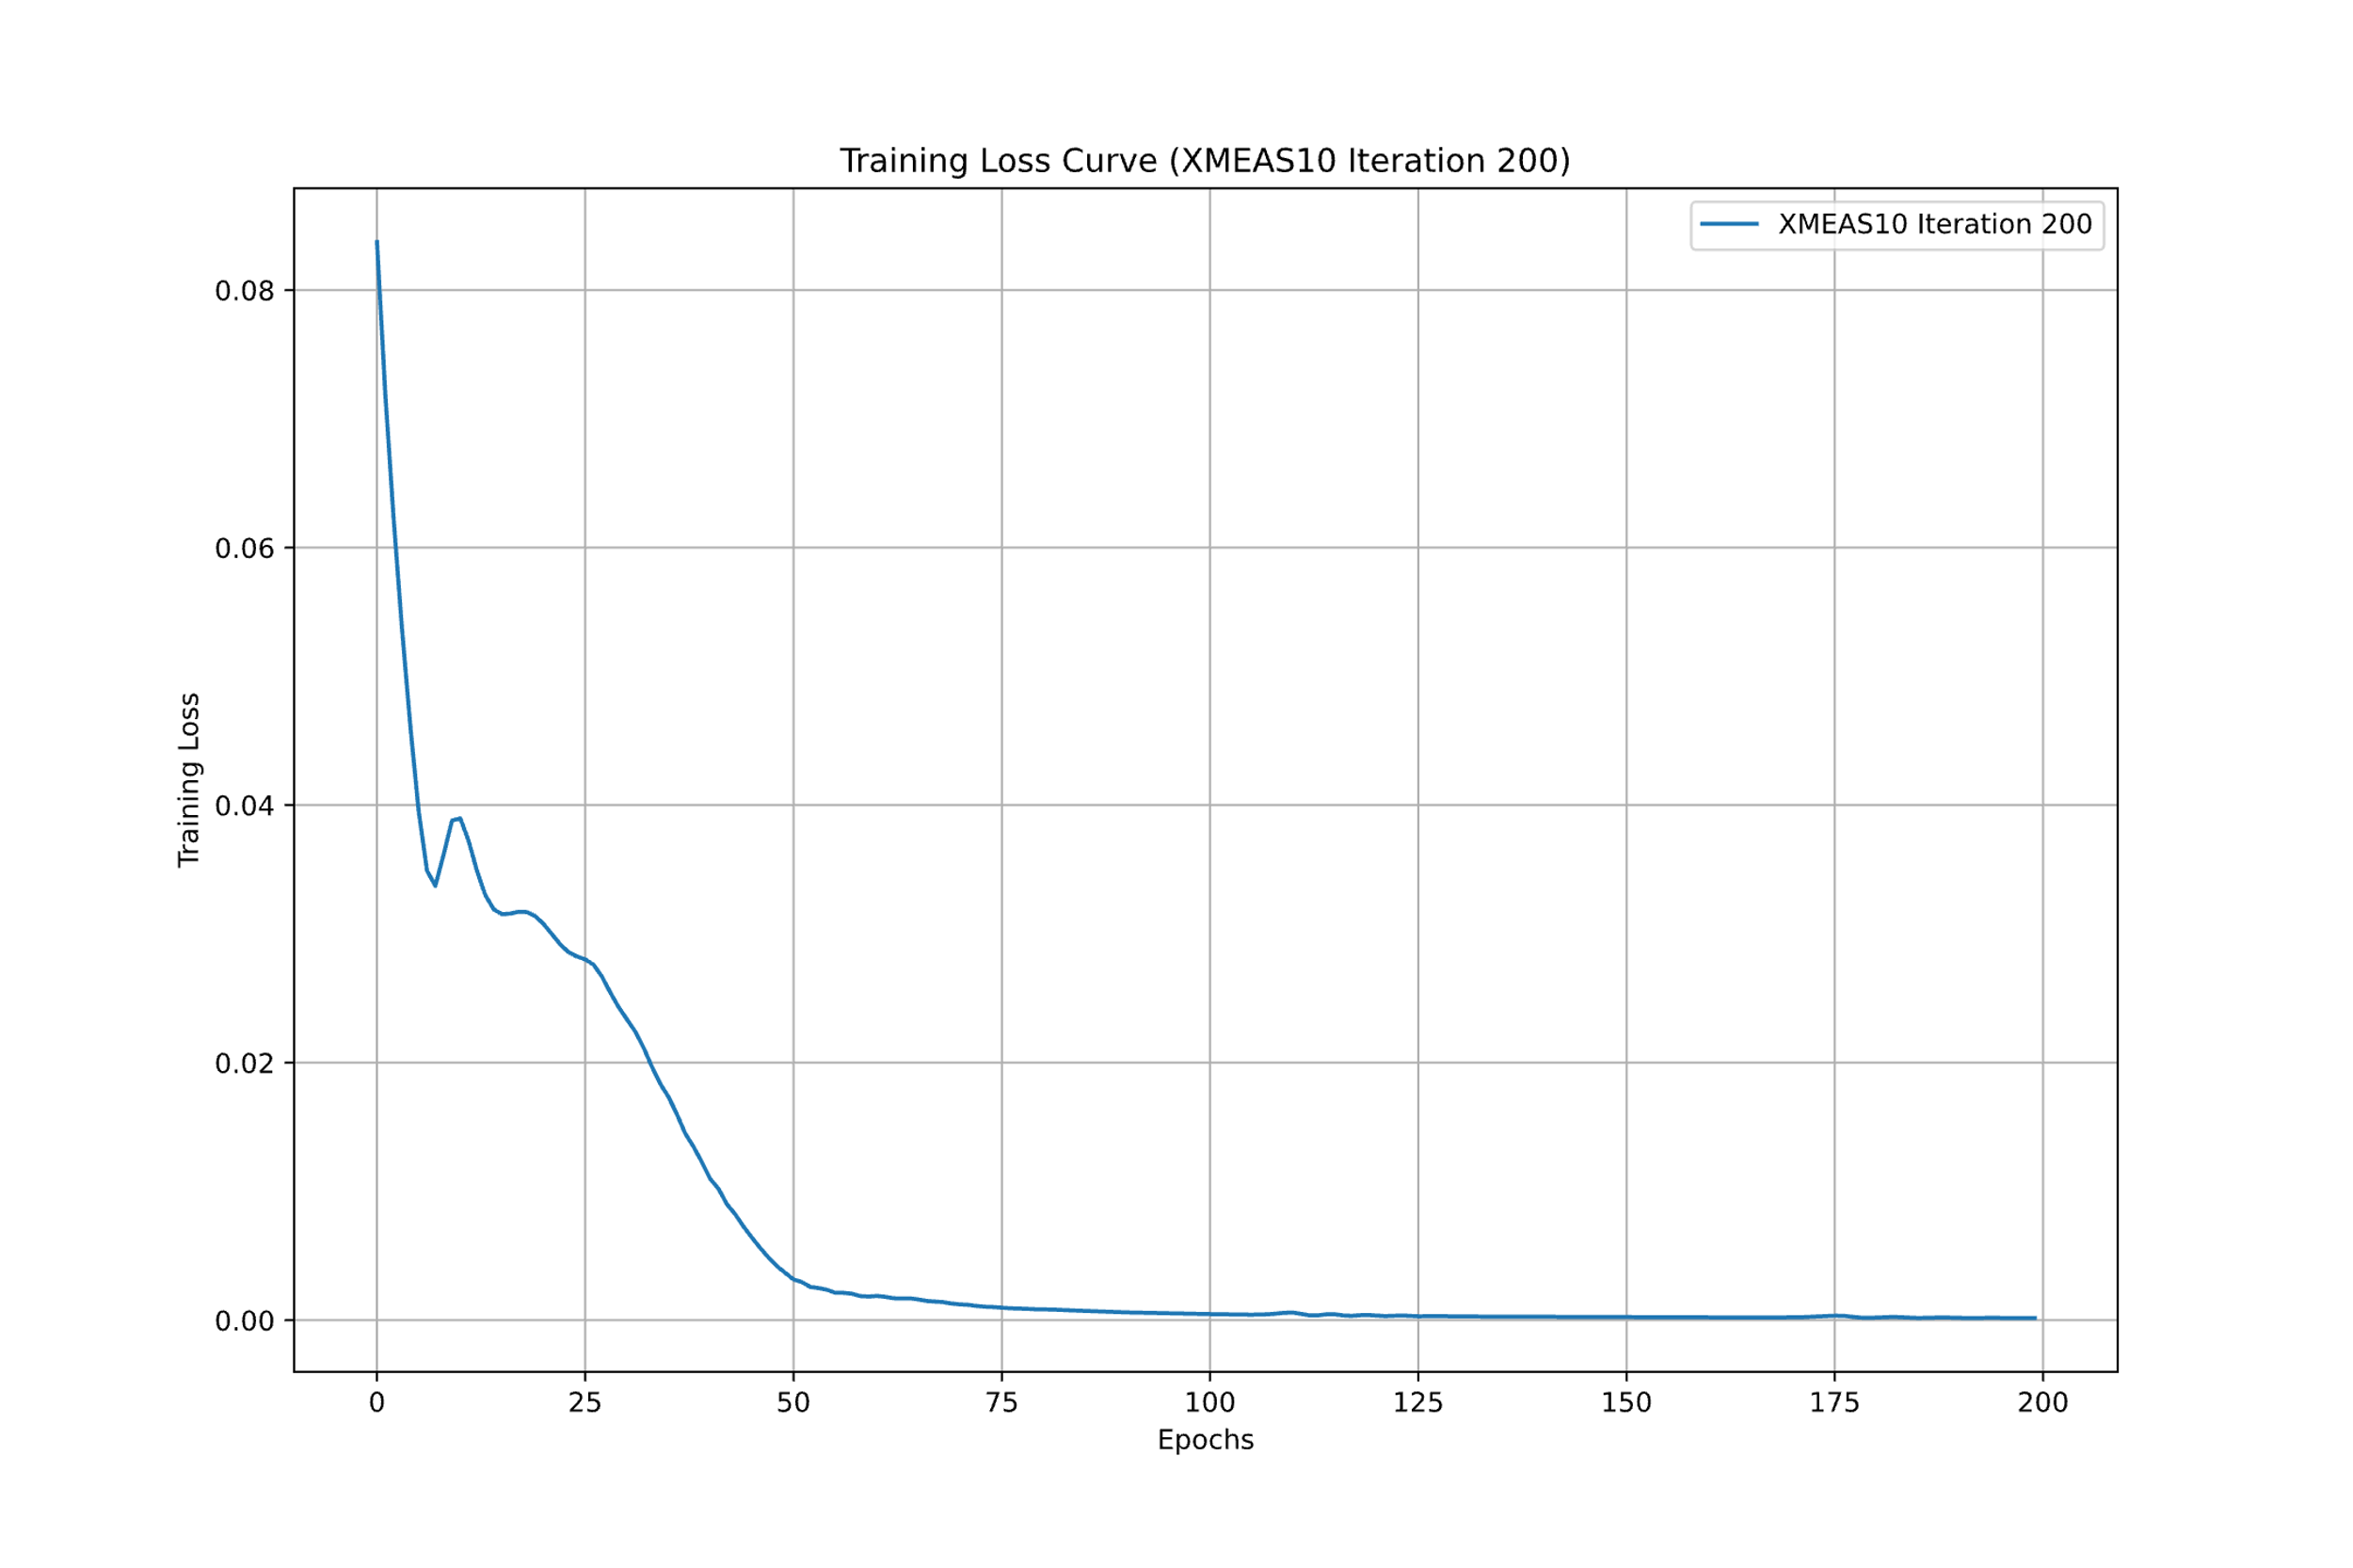 Training Loss Curve (XMEAS10 Iteration 200)
XMEAS10 Iteration 200
0.08
0.06
0.04
0.02
0.00
Training Loss
0 25 50 75 100 125 150 175 200
Epochs